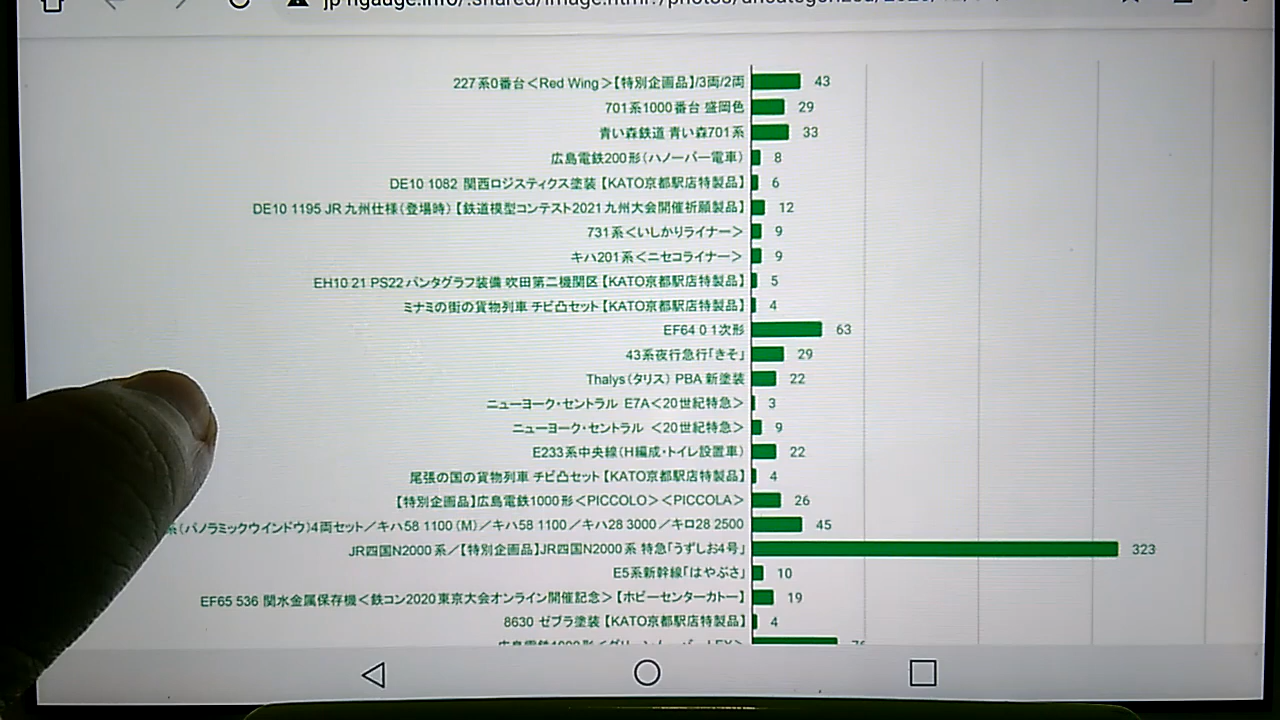 227系0番台＜Red Wing＞【特別企画品】/3両/2両 43
701系1000番台 盛岡色 29
青い森鉄道 青い森701系 33
広島電鉄200形（ハノーバー電車） 8
DE10 1082 関西ロジスティクス塗装【KATO京都駅店特製品】 6
DE10 1195 JR九州仕様（登場時）【鉄道模型コンテスト2021九州大会開催祈願製品】 12
731系＜いしかりライナー＞ 9
キハ201系＜ニセコライナー＞ 9
EH10 21 PS22パンタグラフ装備 吹田第二機関区【KATO京都駅店特製品】 5
ミナミの街の貨物列車 チビ凸セット【KATO京都駅店特製品】 4
EF64 0 1次形 63
43系夜行急行「きそ」 29
Thalys（タリス） PBA 新塗装 22
ニューヨーク・セントラル E7A＜20世紀特急＞ 3
ニューヨーク・セントラル ＜20世紀特急＞ 9
E233系中央線（H編成・トイレ設置車） 22
尾張の国の貨物列車 チビ凸セット【KATO京都駅店特製品】 4
【特別企画品】広島電鉄1000形＜PICCOLO＞＜PICCOLA＞ 26
系（パノラミックウインドウ）4両セット／キハ58 1100（M）／キハ58 1100／キハ28 3000／キロ28 2500 45
JR四国N2000系／【特別企画品】JR四国N2000系 特急「うずしお4号」 323
E5系新幹線「はやぶさ」 10
EF65 536 関水金属保存機＜鉄コン2020東京大会オンライン開催記念＞【ホビーセンターカトー】 19
8630 ゼブラ塗装【KATO京都駅店特製品】 4